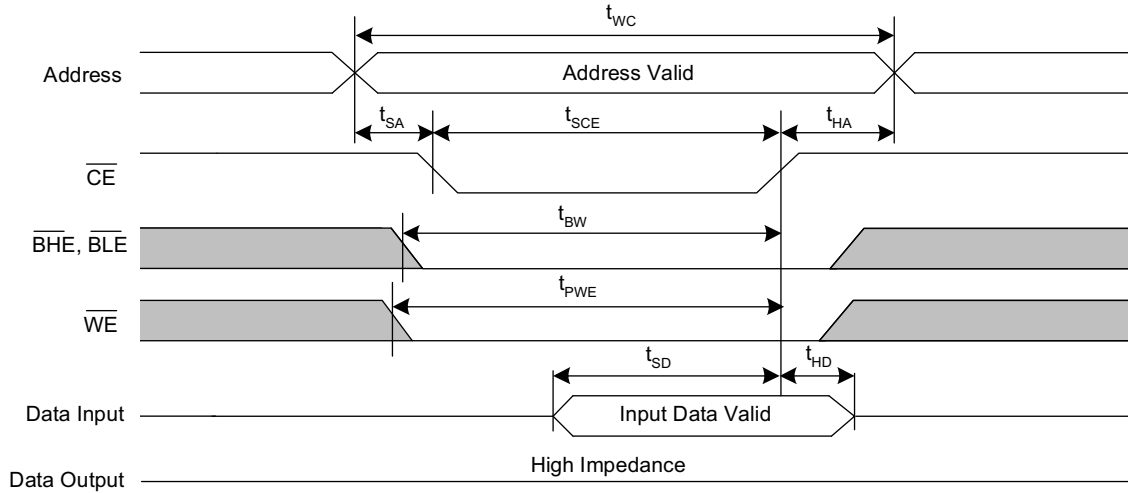 tWC
Address
Address Valid
tSA
tSCE
tHA
CE
tBW
BHE, BLE
tPWE
WE
tSD
tHD
Data Input
Input Data Valid
High Impedance
Data Output